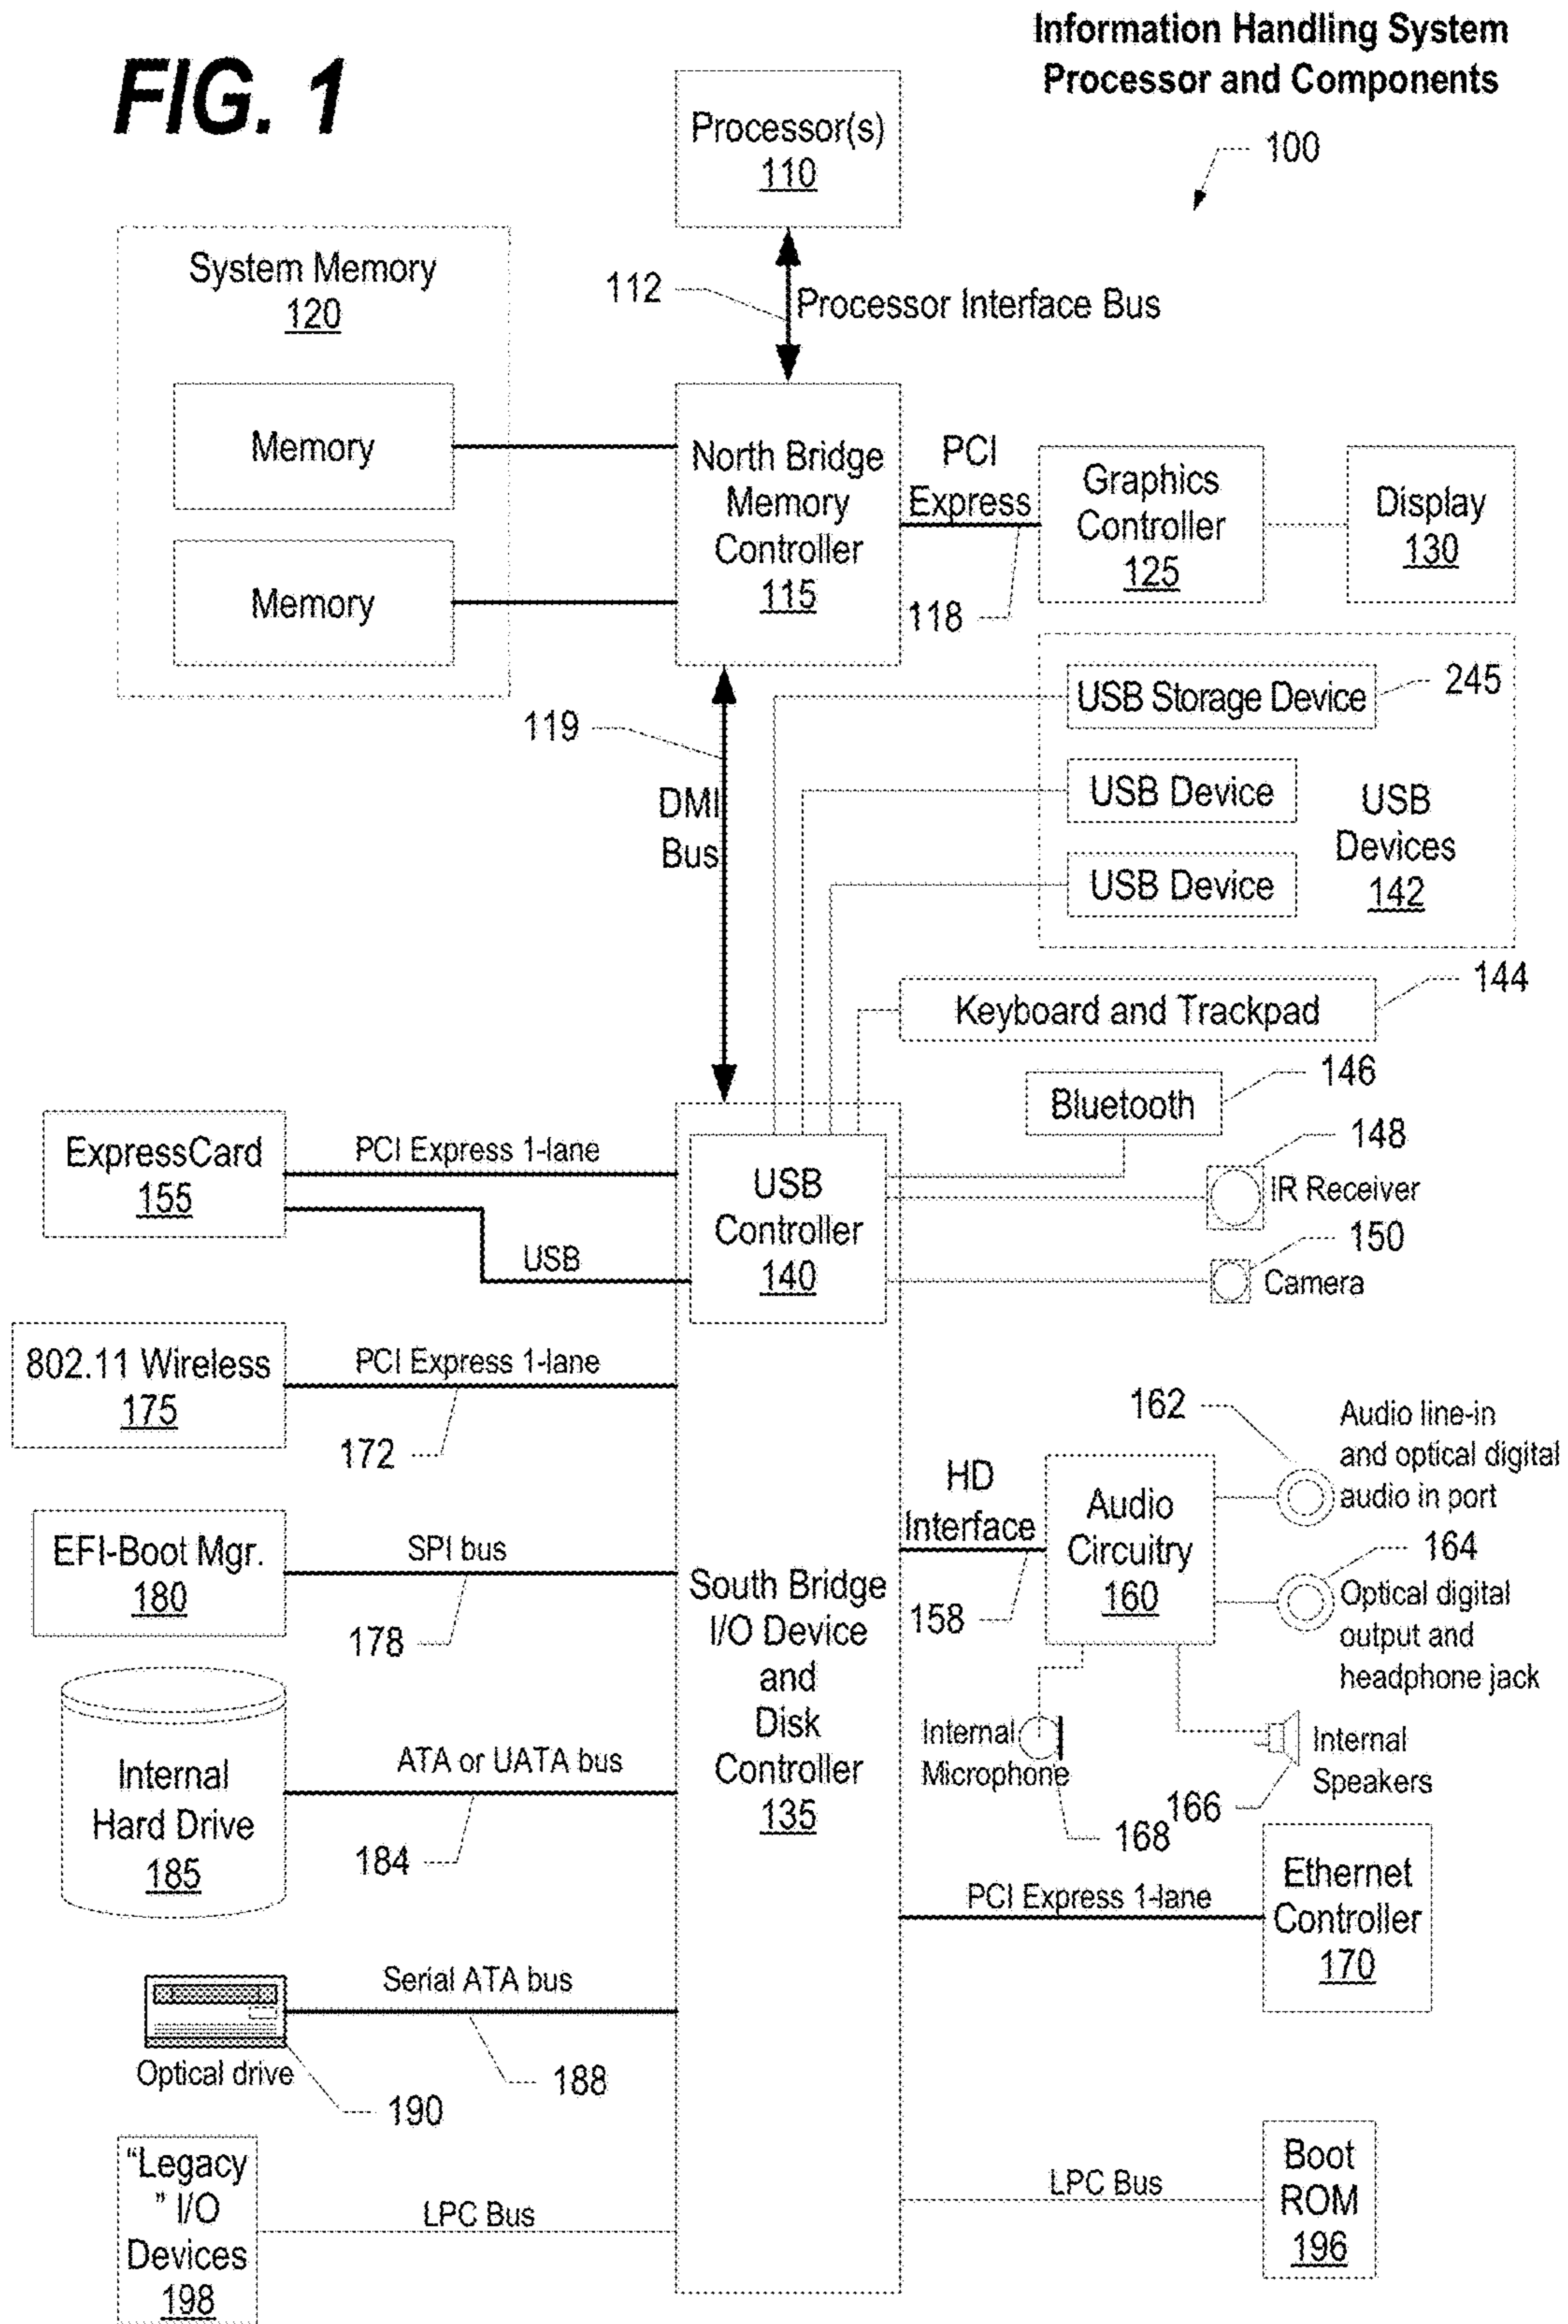 FIG. 1
Information Handling System
Processor and Components
100
Processor(s)
110
112
Processor Interface Bus
System Memory
120
Memory
Memory
North Bridge
Memory
Controller
115
PCI
Express
118
Graphics
Controller
125
Display
130
119
DMI
Bus
USB Storage Device
245
USB Device
USB Device
USB
Devices
142
144
Keyboard and Trackpad
146
Bluetooth
148
IR Receiver
150
Camera
ExpressCard
155
PCI Express 1-lane
USB
USB
Controller
140
802.11 Wireless
175
PCI Express 1-lane
172
EFI-Boot Mgr.
180
SPI bus
178
South Bridge
I/O Device
and
Disk
Controller
135
HD
Interface
158
Audio
Circuitry
160
162
Audio line-in
and optical digital
audio in port
164
Optical digital
output and
headphone jack
Internal
Microphone
168
166
Internal
Speakers
Internal
Hard Drive
185
ATA or UATA bus
184
PCI Express 1-lane
Ethernet
Controller
170
Serial ATA bus
188
Optical drive
190
"Legacy
" I/O
Devices
198
LPC Bus
LPC Bus
Boot
ROM
196